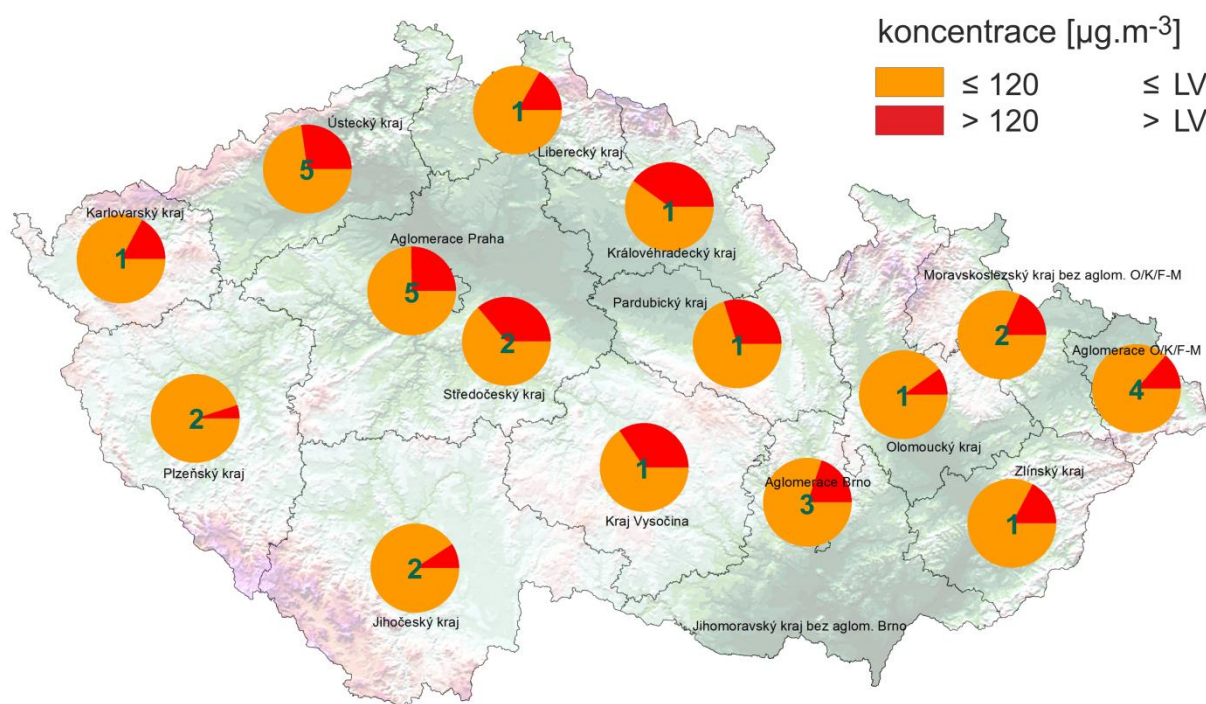 koncentrace [µg.m-3]
≤ 120 ≤ LV
> 120 > LV
1
Liberecký kraj
Ústecký kraj
5
1
Královéhradecký kraj
Karlovarský kraj
1
Aglomerace Praha
5
Moravskoslezský kraj bez aglom. O/K/F-M
2
Pardubický kraj
1
2
Středočeský kraj
Aglomerace O/K/F-M
4
1
Olomoucký kraj
2
Plzeňský kraj
1
Kraj Vysočina
Aglomerace Brno
3
Zlínský kraj
1
2
Jihočeský kraj
Jihomoravský kraj bez aglom. Brno